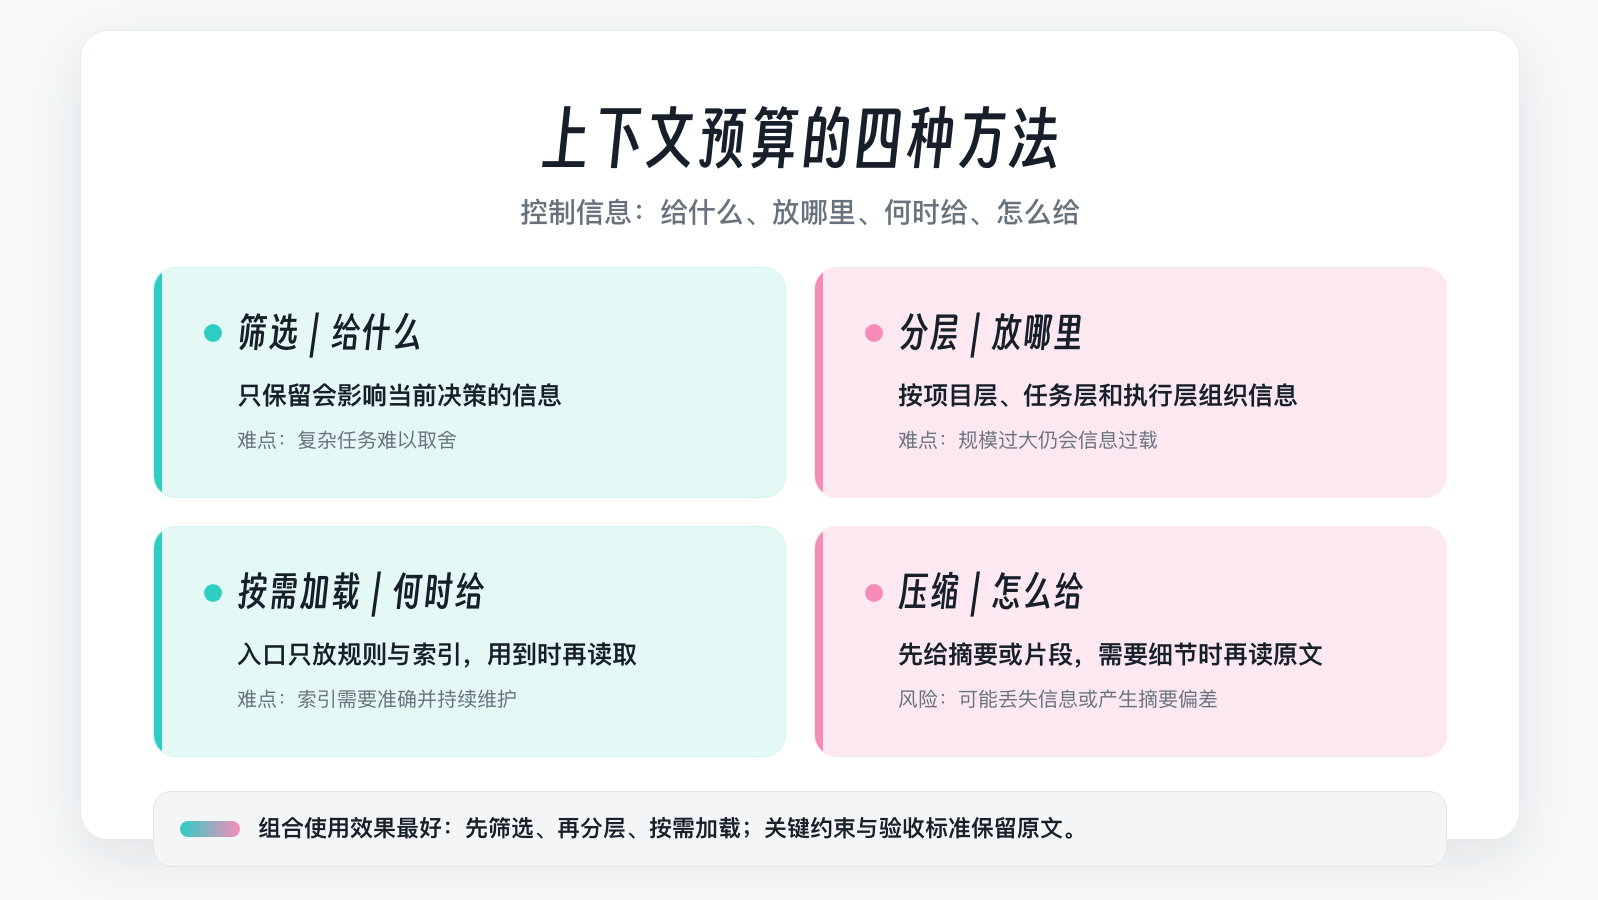 上下文预算的四种方法
控制信息：给什么、放哪里、何时给、怎么给
筛选 | 给什么
只保留会影响当前决策的信息
难点：复杂任务难以取舍
分层 | 放哪里
按项目层、任务层和执行层组织信息
难点：规模过大仍会信息过载
按需加载 | 何时给
入口只放规则与索引，用到时再读取
难点：索引需要准确并持续维护
压缩 | 怎么给
先给摘要或片段，需要细节时再读原文
风险：可能丢失信息或产生摘要偏差
组合使用效果最好：先筛选、再分层、按需加载；关键约束与验收标准保留原文。